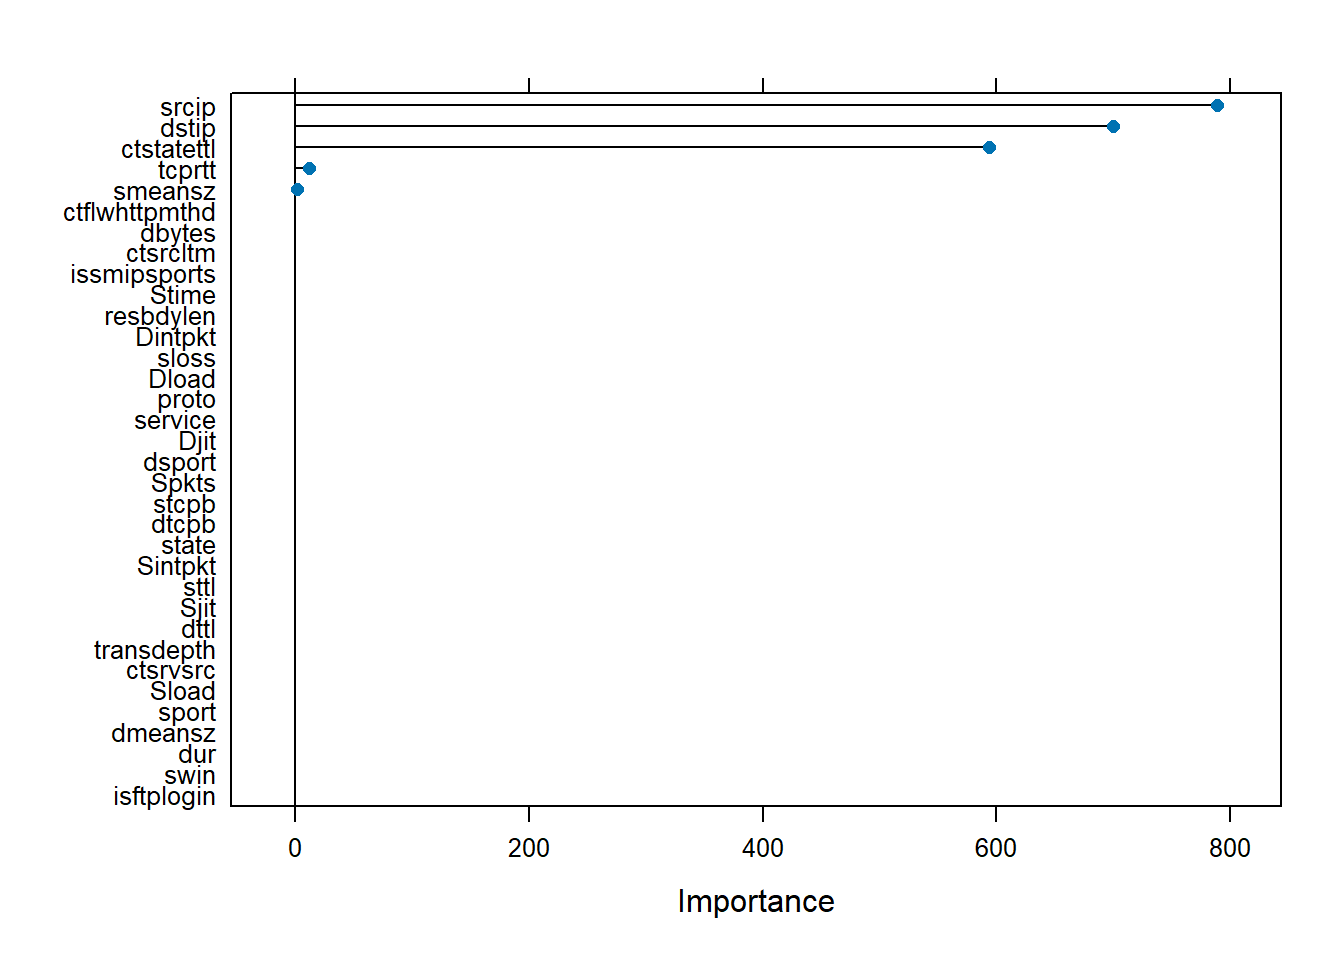 srcip
dstip
ctstatettl
tcprtt
smeansz
ctflwhttpmthd
dbytes
ctsrcltm
issmipsports
Stime
resbdylen
Dintpkt
sloss
Dload
proto
service
Djit
dsport
Spkts
stcpb
dtcpb
state
Sintpkt
sttl
Sjit
dttl
transdepth
ctsrvsrc
Sload
sport
dmeansz
dur
swin
isftplogin
0 200 400 600 800
Importance